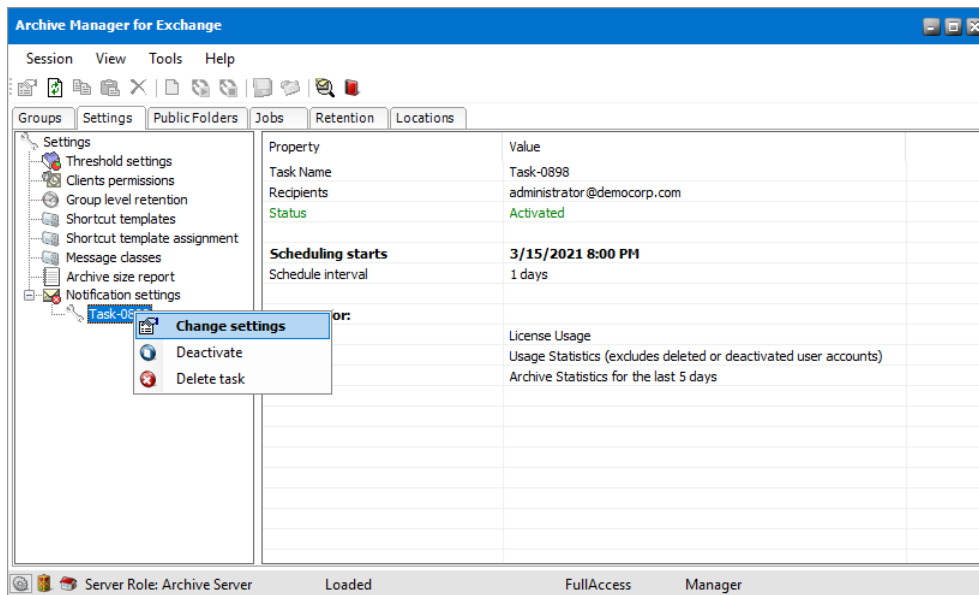 Archive Manager for Exchange
Session View Tools Help
Groups Settings Public Folders Jobs Retention Locations
Settings
Threshold settings
Clients permissions
Group level retention
Shortcut templates
Shortcut template assignment
Message classes
Archive size report
Notification settings
Change settings
Deactivate
Delete task
Property Value
Task Name Task-0898
Recipients administrator@democorp.com
Status Activated
Scheduling starts 3/15/2021 8:00 PM
Schedule interval 1 days
License Usage
Usage Statistics (excludes deleted or deactivated user accounts)
Archive Statistics for the last 5 days
Server Role: Archive Server Loaded FullAccess Manager